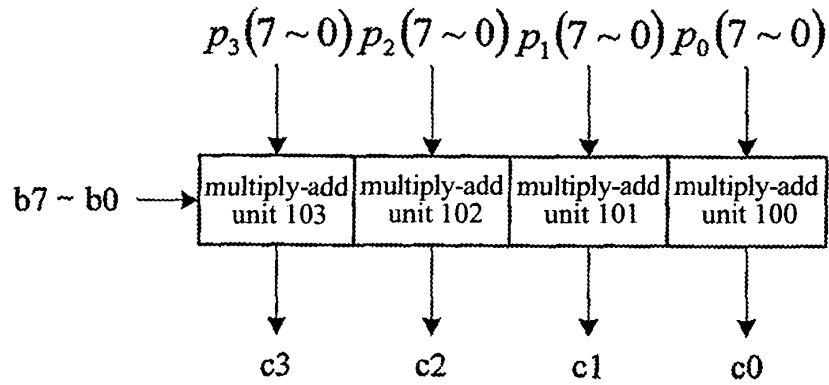 p₃(7 ~ 0) p₂(7 ~ 0) p₁(7 ~ 0) p₀(7 ~ 0)
b7 ~ b0
multiply-add unit 103
multiply-add unit 102
multiply-add unit 101
multiply-add unit 100
c3 c2 c1 c0